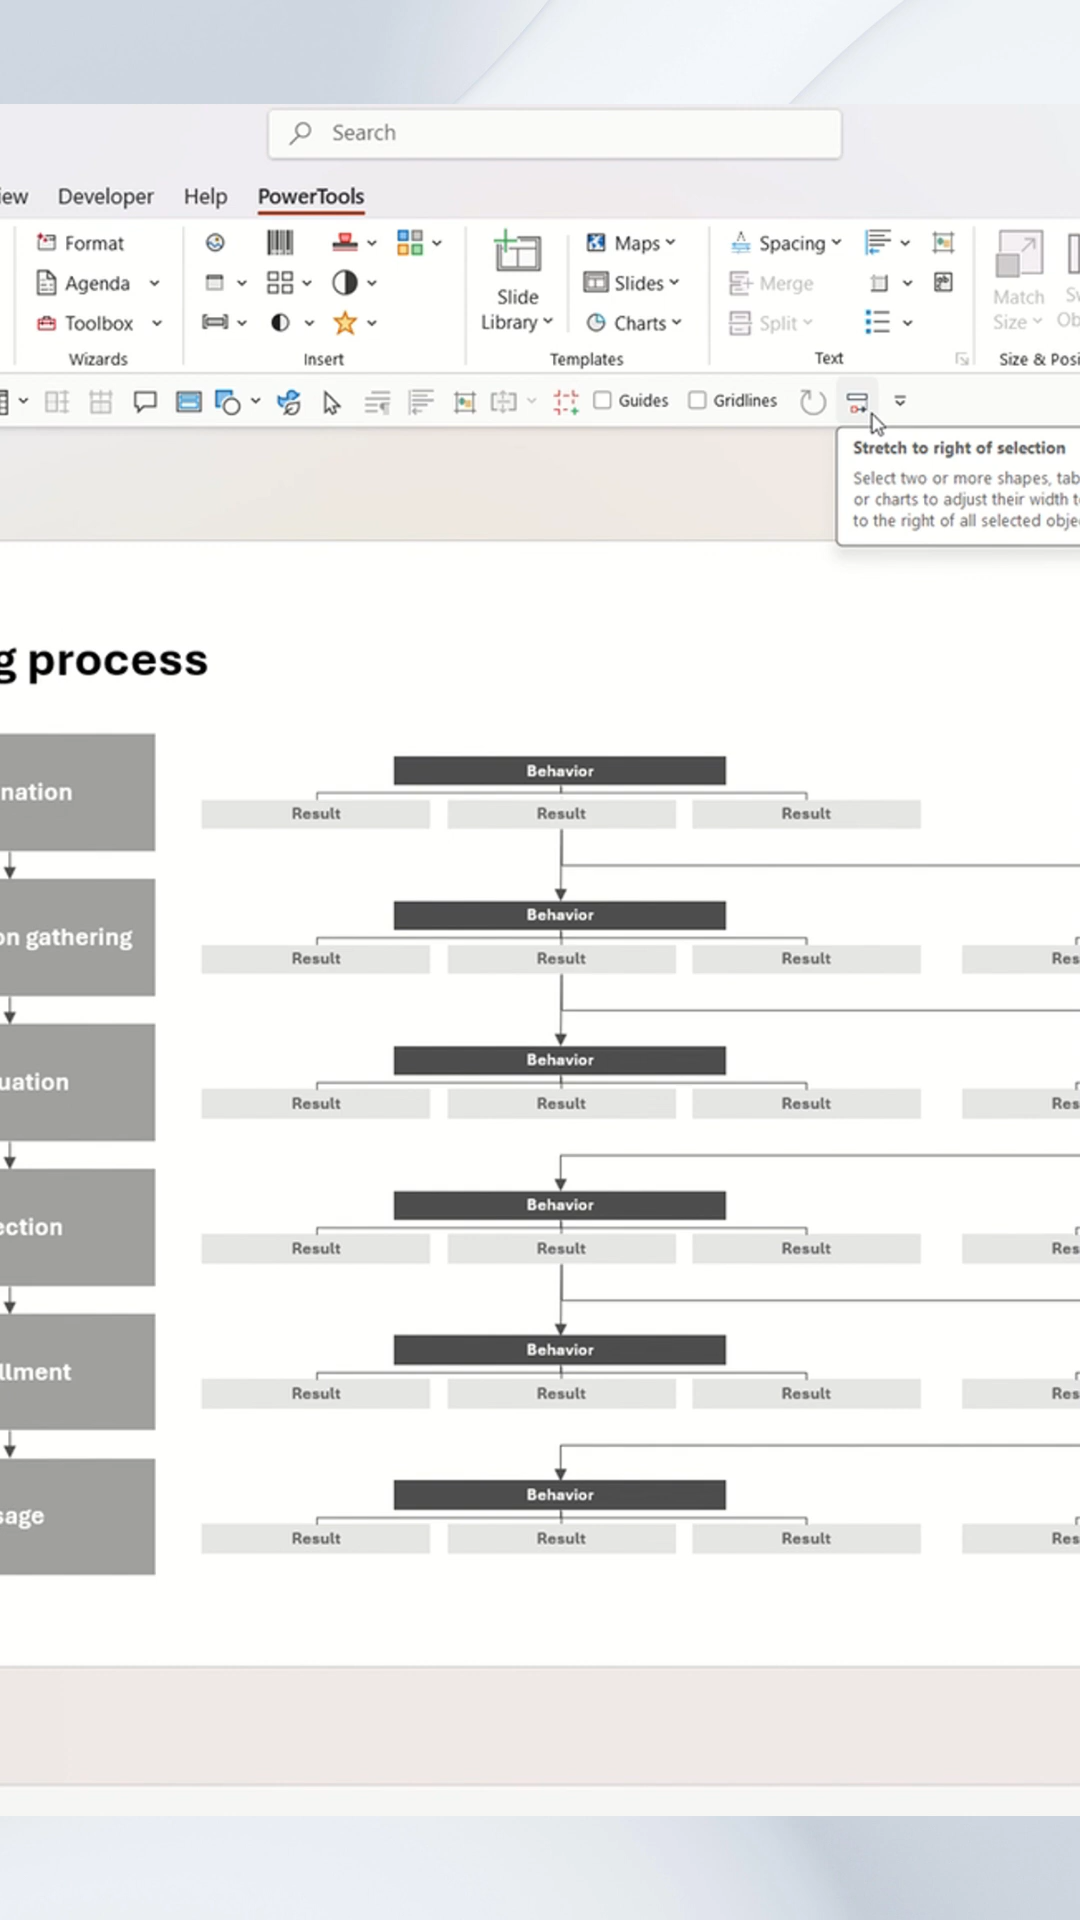 Search
iew Developer Help PowerTools
Format
Agenda
Toolbox
Wizards
Insert
Slide
Library
Maps
Slides
Charts
Templates
Spacing
Merge
Split
Text
Match
Size
Size & Posi
Guides Gridlines
Stretch to right of selection
Select two or more shapes, tab
or charts to adjust their width t
to the right of all selected obje
g process
nation
Behavior
Result Result Result
on gathering
Behavior
Result Result Result Res
uation
Behavior
Result Result Result Res
ection
Behavior
Result Result Result Res
llment
Behavior
Result Result Result Res
sage
Behavior
Result Result Result Res